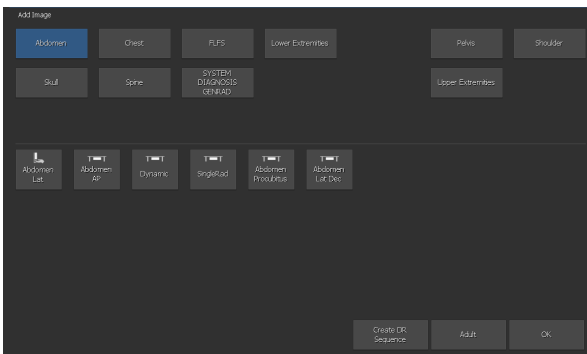 Add Image
Abdomen
Chest
FLFS
Lower Extremities
Pelvis
Shoulder
Skull
Spine
SYSTEM
DIAGNOSIS
GENRAD
Upper Extremities
Abdomen
Lat
Abdomen
AP
Dynamic
SingleRad
Abdomen
Procubitus
Abdomen
Lat Dec
Create DR
Sequence
Adult
OK